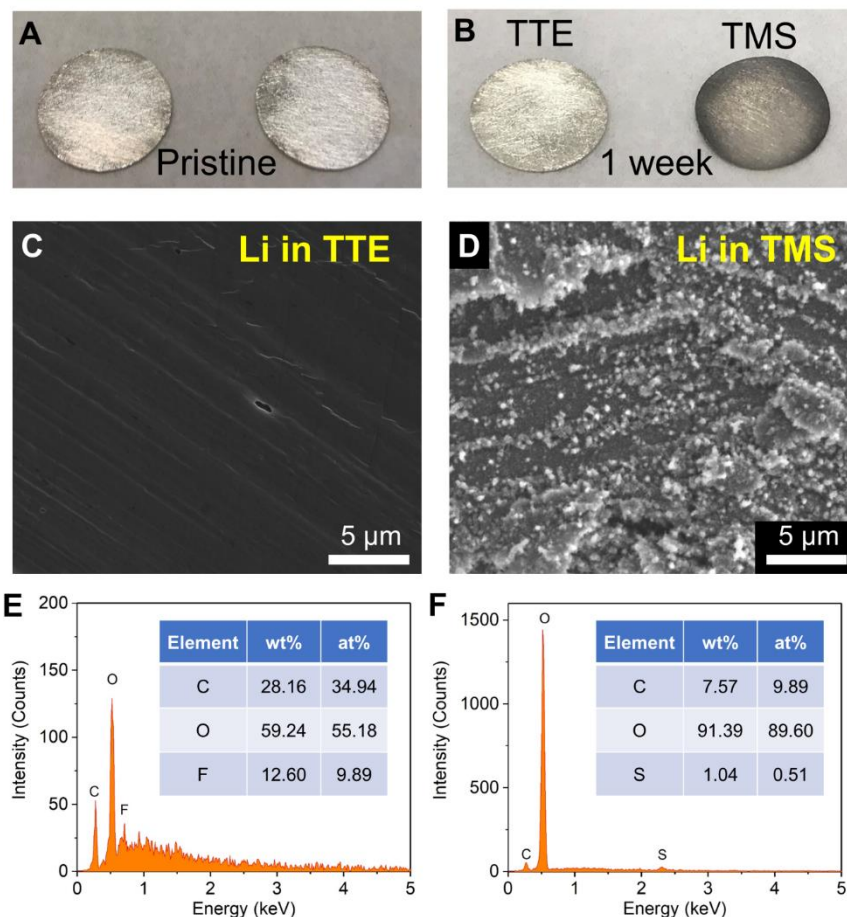 A
Pristine
B
TTE
TMS
1 week
C
Li in TTE
5 µm
D
Li in TMS
5 µm
E
200
150
100
50
0
Intensity (Counts)
0 1 2 3 4 5
Energy (keV)
C
O
F
Element wt% at%
C 28.16 34.94
O 59.24 55.18
F 12.60 9.89
F
1500
1000
500
0
Intensity (Counts)
0 1 2 3 4 5
Energy (keV)
C
O
S
Element wt% at%
C 7.57 9.89
O 91.39 89.60
S 1.04 0.51